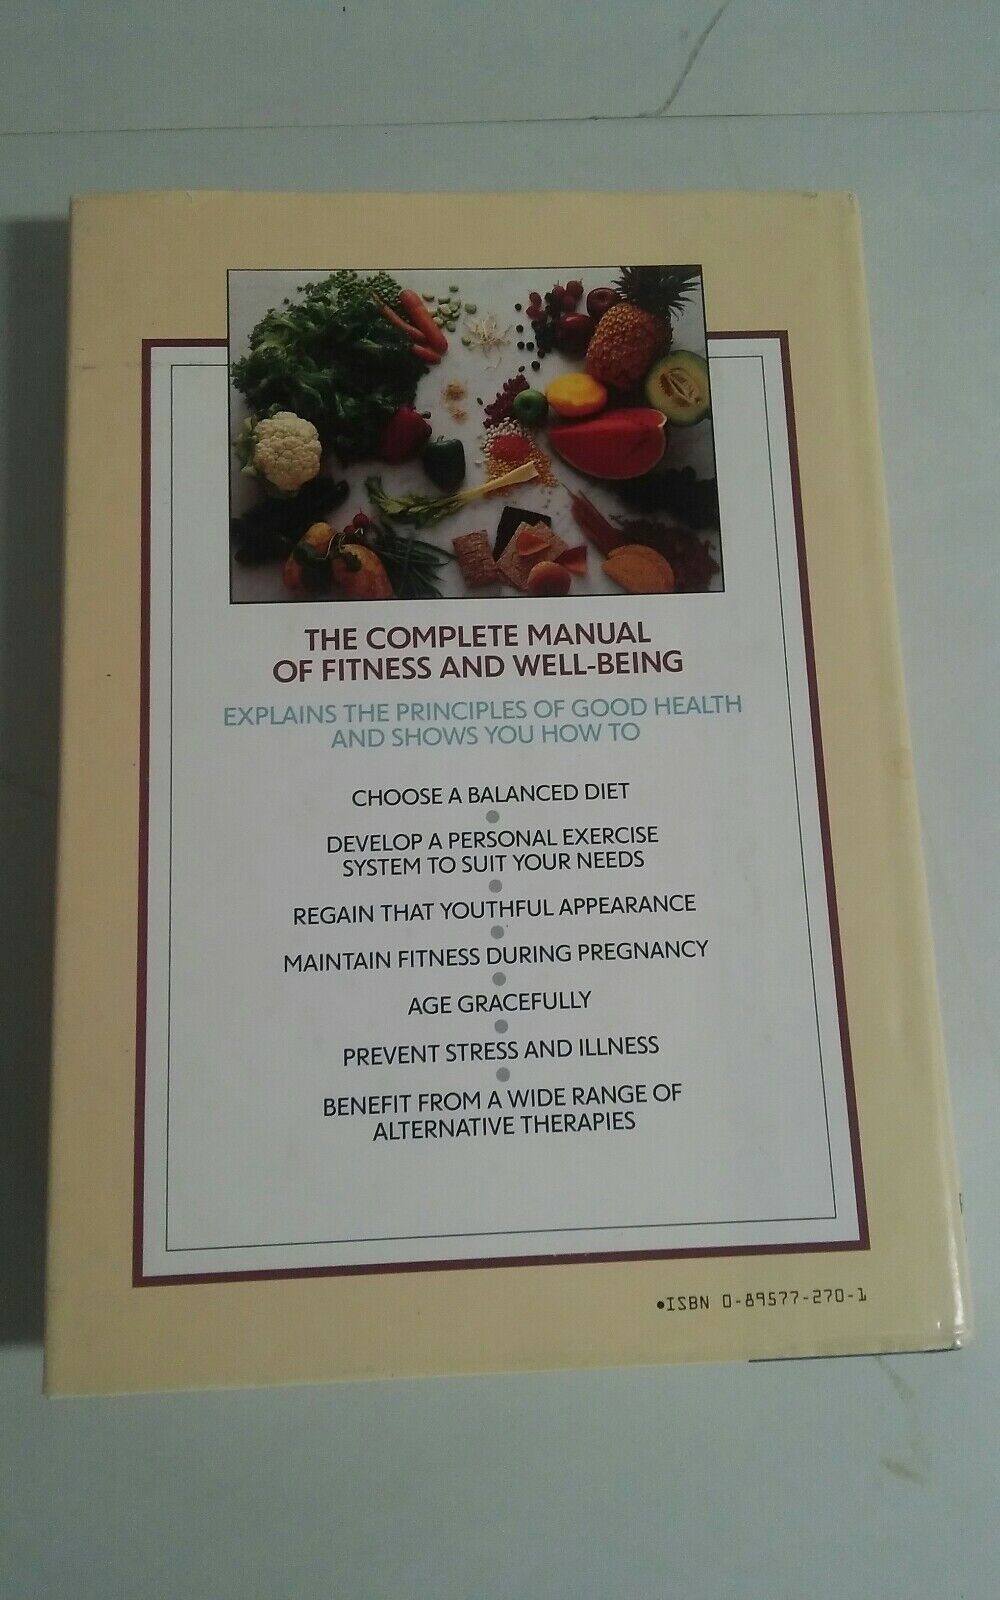 THE COMPLETE MANUAL
OF FITNESS AND WELL-BEING
EXPLAINS THE PRINCIPLES OF GOOD HEALTH
AND SHOWS YOU HOW TO
CHOOSE A BALANCED DIET
DEVELOP A PERSONAL EXERCISE
SYSTEM TO SUIT YOUR NEEDS
REGAIN THAT YOUTHFUL APPEARANCE
MAINTAIN FITNESS DURING PREGNANCY
AGE GRACEFULLY
PREVENT STRESS AND ILLNESS
BENEFIT FROM A WIDE RANGE OF
ALTERNATIVE THERAPIES
•ISBN 0-89577-270-1